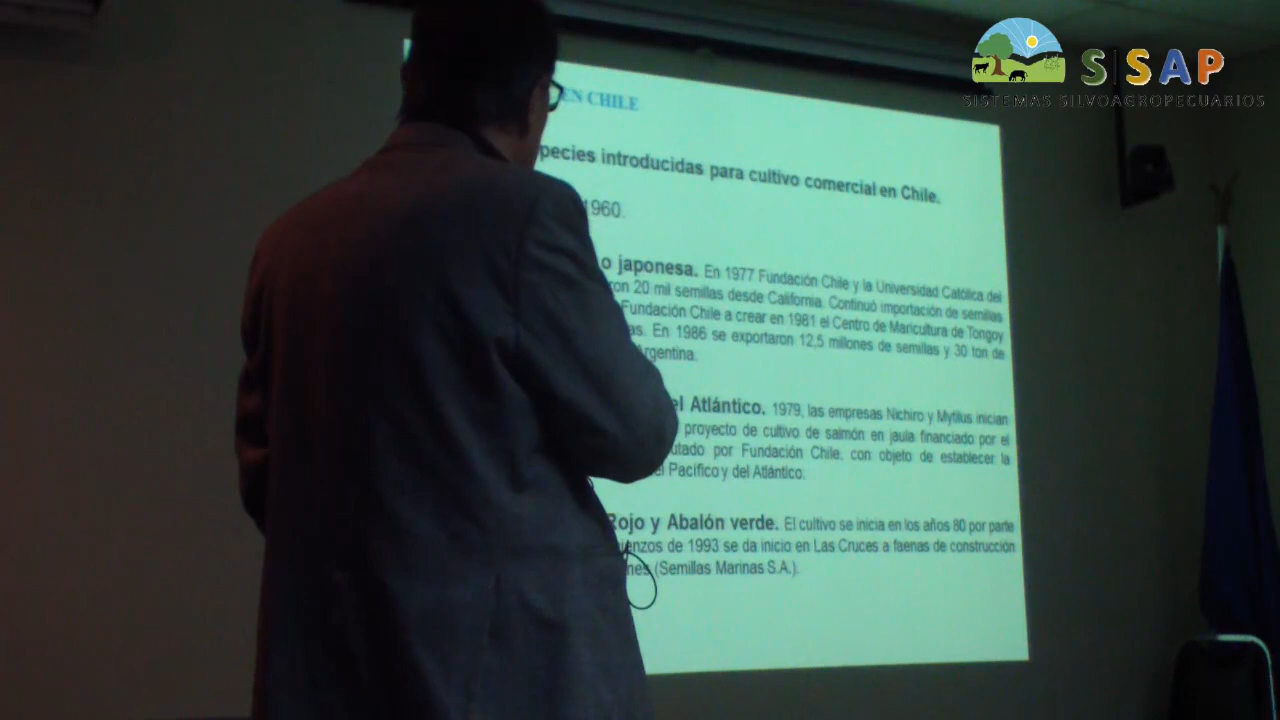 SISAP
SISTEMAS SILVOAGROPECUARIOS
EN CHILE
pecies introducidas para cultivo comercial en Chile.
1960.
o japonesa. En 1977 Fundación Chile y la Universidad Católica del
ron 20 mil semillas desde California. Continuó importación de semillas
Fundación Chile a crear en 1981 el Centro de Maricultura de Tongoy
as. En 1986 se exportaron 12,5 millones de semillas y 30 ton de
Argentina.
el Atlántico. 1979, las empresas Nichiro y Mytilus inician
proyecto de cultivo de salmón en jaula financiado por el
utado por Fundación Chile, con objeto de establecer la
el Pacífico y del Atlántico.
Rojo y Abalón verde. El cultivo se inicia en los años 80 por parte
ienzos de 1993 se da inicio en Las Cruces a faenas de construcción
nes (Semillas Marinas S.A.).